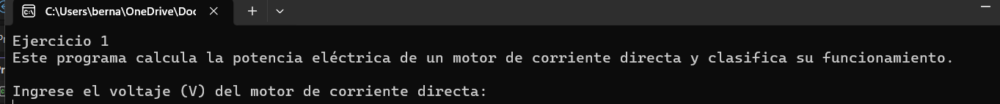 C:\Users\berna\OneDrive\Doc
Ejercicio 1
Este programa calcula la potencia eléctrica de un motor de corriente directa y clasifica su funcionamiento.
Ingrese el voltaje (V) del motor de corriente directa: